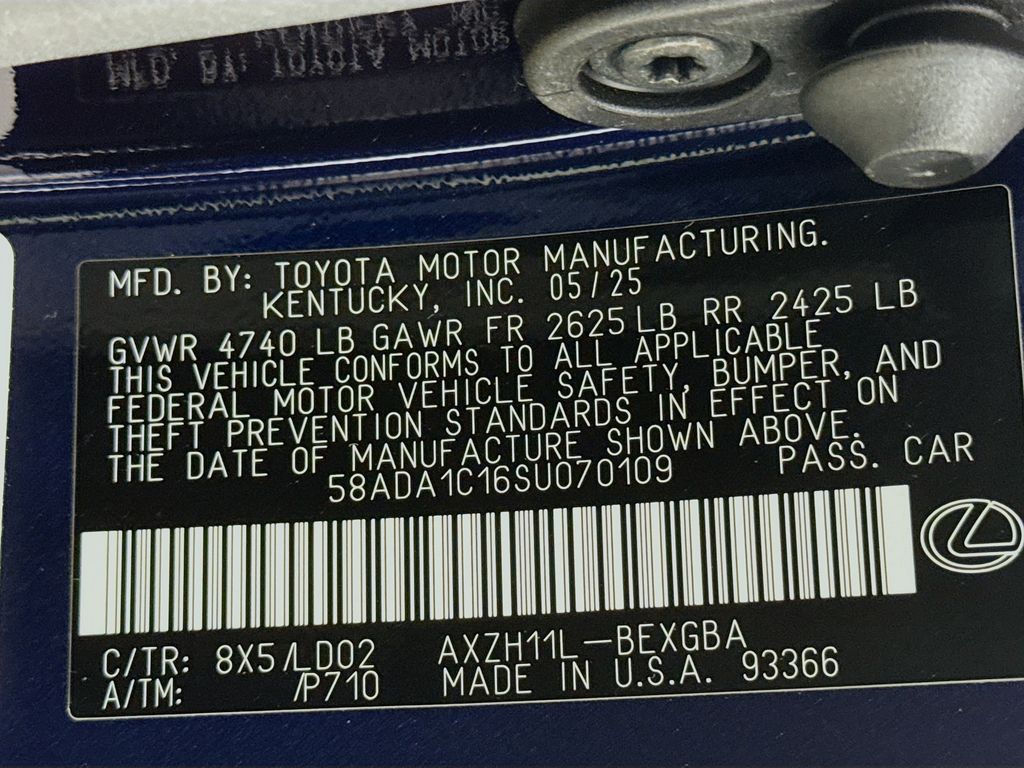 MFD. BY: TOYOTA MOTOR MANUFACTURING.
KENTUCKY, INC. 05/25
GVWR 4740 LB GAWR FR 2625 LB RR 2425 LB
THIS VEHICLE CONFORMS TO ALL APPLICABLE
FEDERAL MOTOR VEHICLE SAFETY, BUMPER, AND
THEFT PREVENTION STANDARDS IN EFFECT ON
THE DATE OF MANUFACTURE SHOWN ABOVE.
58ADA1C16SU070109 PASS. CAR
C/TR: 8X5/LD02 AXZH11L-BEXGBA
A/TM: /P710 MADE IN U.S.A. 93366